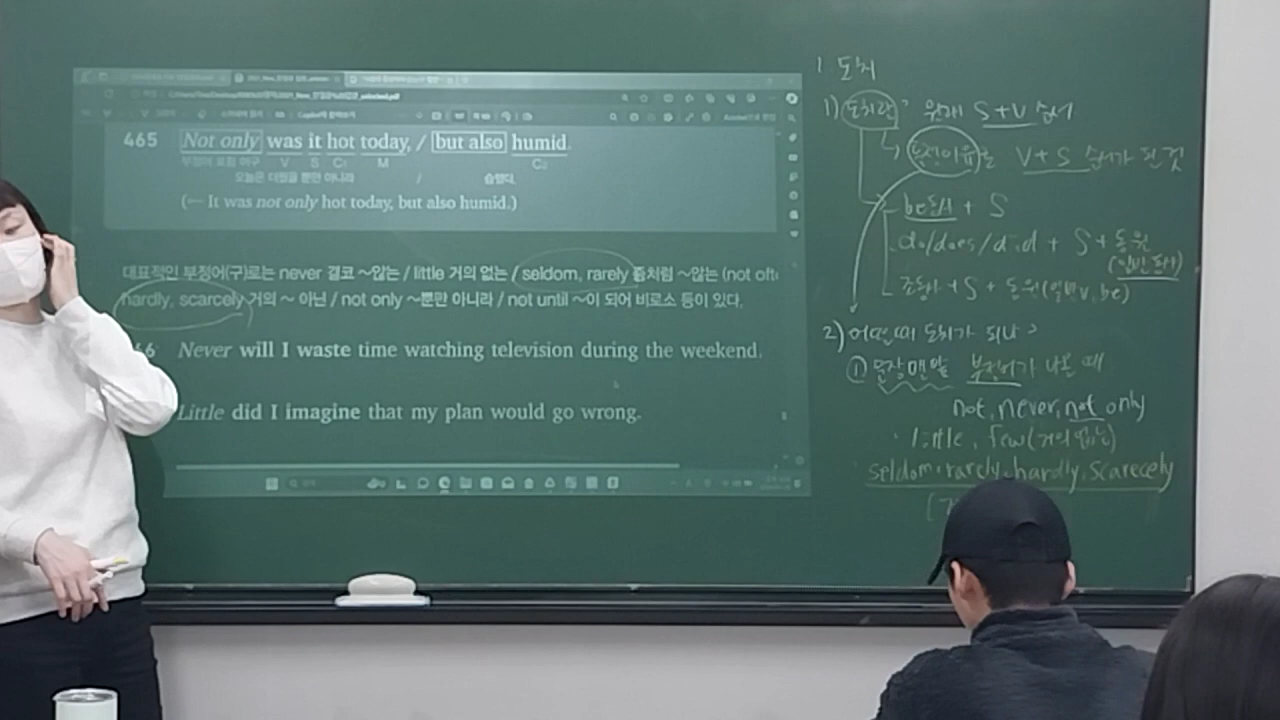 465 Not only was it hot today, / but also humid.
부정어 포함 어구 V S C₁ M C₂
오늘은 더웠을 뿐만 아니라 / 습했다.
(← It was not only hot today, but also humid.)
대표적인 부정어(구)로는 never 결코 ~않는 / little 거의 없는 / seldom, rarely 좀처럼 ~않는 (not
hardly, scarcely 거의 ~ 아닌 / not only ~뿐만 아니라 / not until ~이 되어 비로소 등이 있다.
Never will I waste time watching television during the weekend.
Little did I imagine that my plan would go wrong.
1. 도치
1) 도치란? 원래 S+V 순서
특정이유로 V+S 순서가 된 것
be동사 + S
do/does/did + S + 동원
(일반동사)
조동사 + S + 동원(일반V, be)
2) 어떤때 도치가 되나?
① 문장맨앞 부정어가 나올 때
not, never, not only
little, few(거의 없는)
seldom, rarely, hardly, scarecely